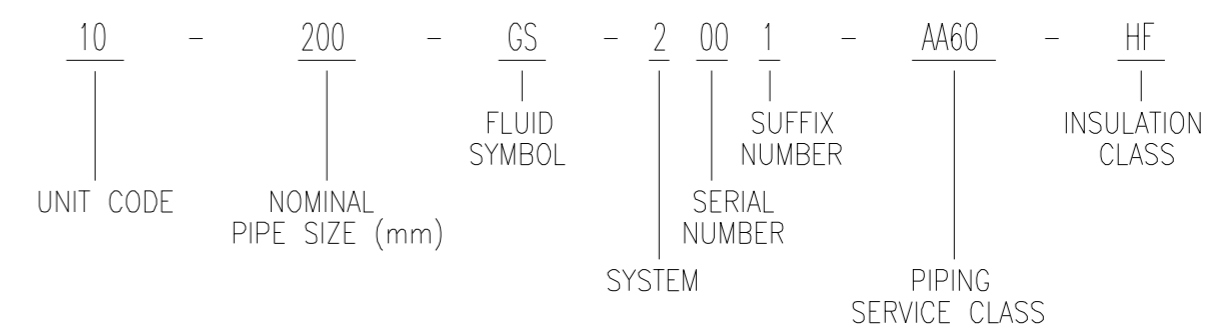 10 - 200 - GS - 2 00 1 - AA60 - HF
FLUID
SYMBOL
SUFFIX
NUMBER
INSULATION
CLASS
UNIT CODE
NOMINAL
PIPE SIZE (mm)
SERIAL
NUMBER
SYSTEM
PIPING
SERVICE CLASS